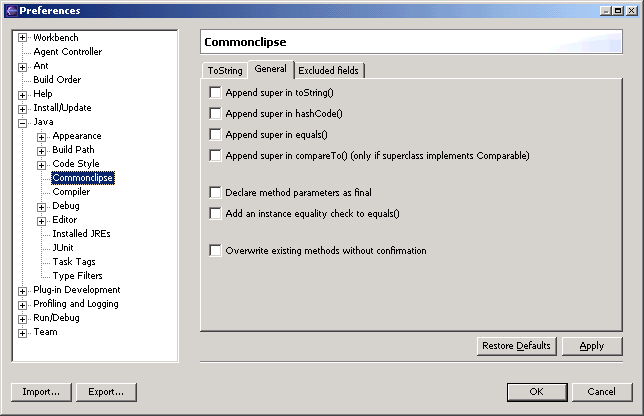 Preferences
Workbench
Agent Controller
Ant
Build Order
Help
Install/Update
Java
Appearance
Build Path
Code Style
Commonclipse
Compiler
Debug
Editor
Installed JREs
JUnit
Task Tags
Type Filters
Plug-in Development
Profiling and Logging
Run/Debug
Team
Commonclipse
ToString General Excluded fields
Append super in toString()
Append super in hashCode()
Append super in equals()
Append super in compareTo() (only if superclass implements Comparable)
Declare method parameters as final
Add an instance equality check to equals()
Overwrite existing methods without confirmation
Restore Defaults Apply
Import... Export... OK Cancel